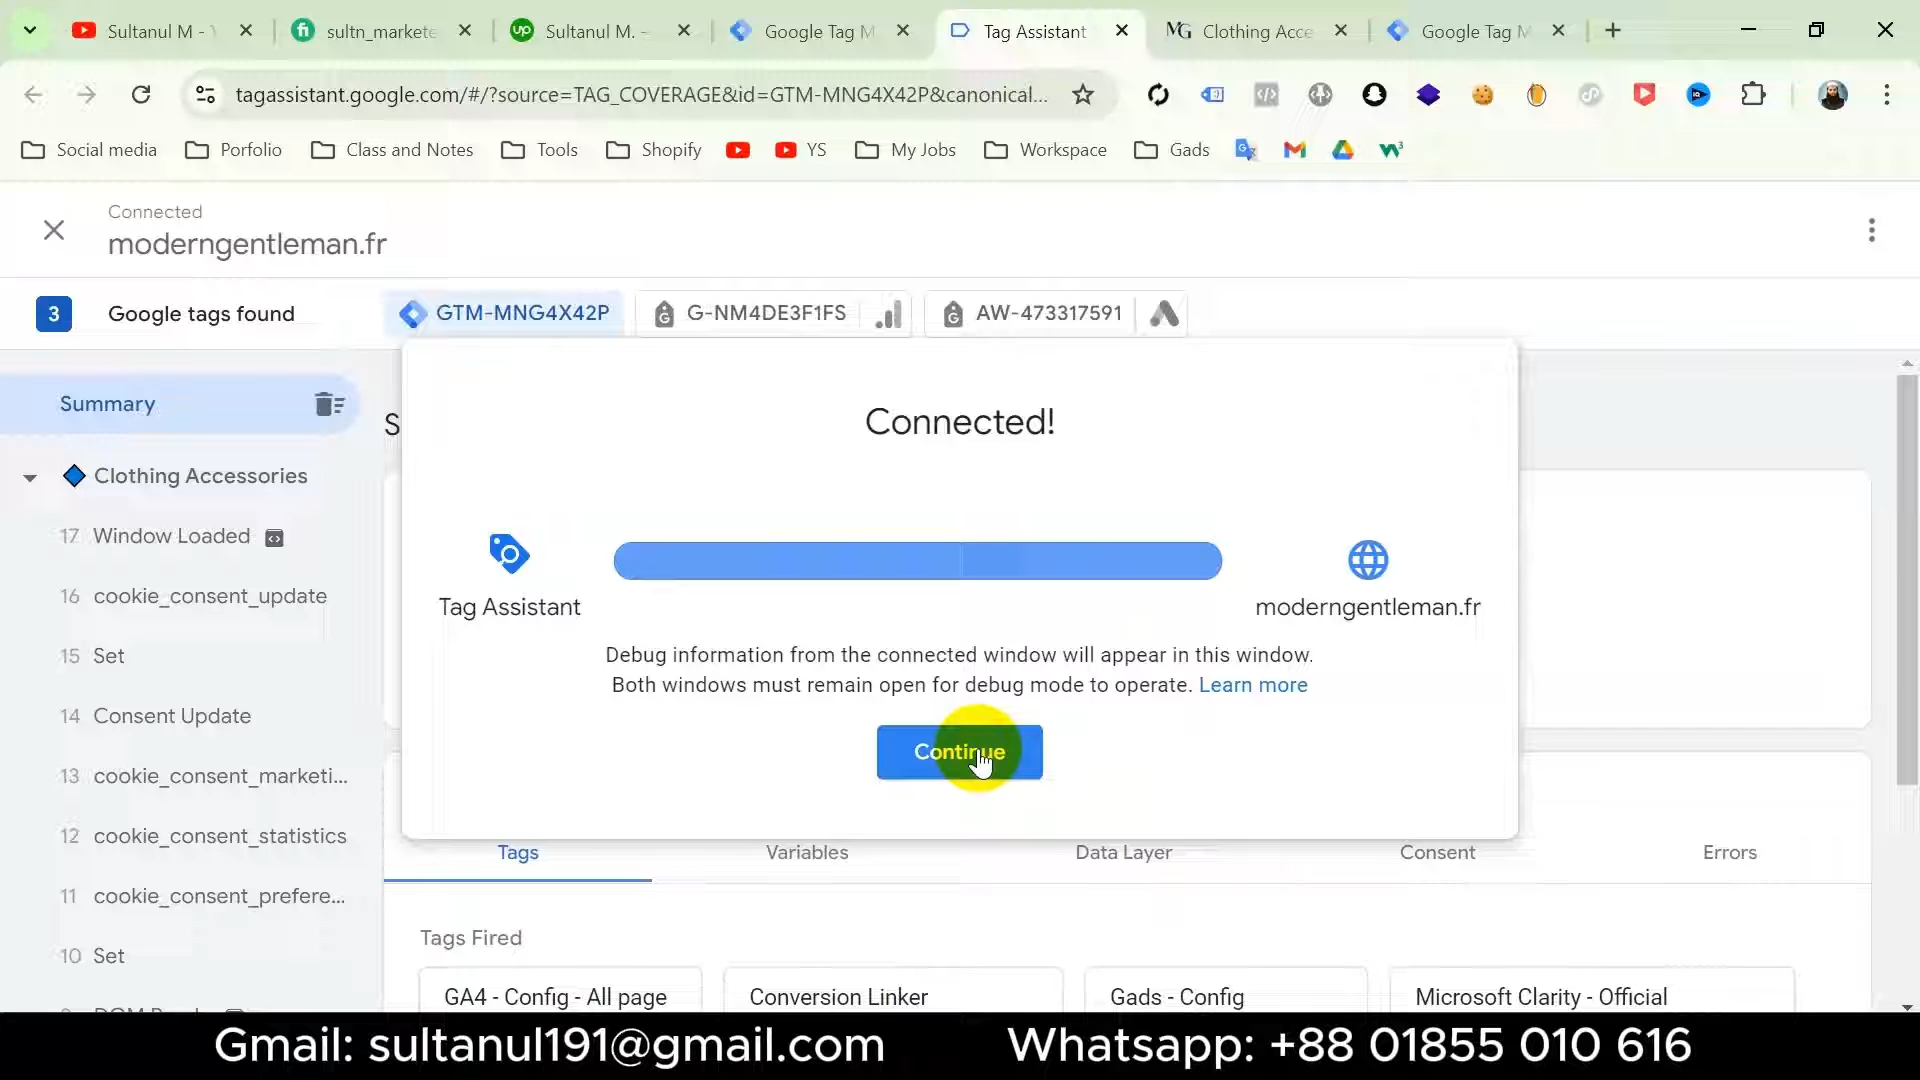 Sultanul M -
sultn_markete
Sultanul M. -
Google Tag M
Tag Assistant
MG Clothing Acce
Google Tag M
tagassistant.google.com/#/?source=TAG_COVERAGE&id=GTM-MNG4X42P&canonical...
Social media
Porfolio
Class and Notes
Tools
Shopify
YS
My Jobs
Workspace
Gads
Connected
moderngentleman.fr
3 Google tags found
GTM-MNG4X42P
G-NM4DE3F1FS
AW-473317591
Summary
S
Connected!
Clothing Accessories
17 Window Loaded
16 cookie_consent_update
15 Set
14 Consent Update
13 cookie_consent_marketi...
12 cookie_consent_statistics
11 cookie_consent_prefere...
10 Set
Tag Assistant
moderngentleman.fr
Debug information from the connected window will appear in this window.
Both windows must remain open for debug mode to operate. Learn more
Continue
Tags
Variables
Data Layer
Consent
Errors
Tags Fired
GA4 - Config - All page
Conversion Linker
Gads - Config
Microsoft Clarity - Official
Gmail: sultanul191@gmail.com
Whatsapp: +88 01855 010 616